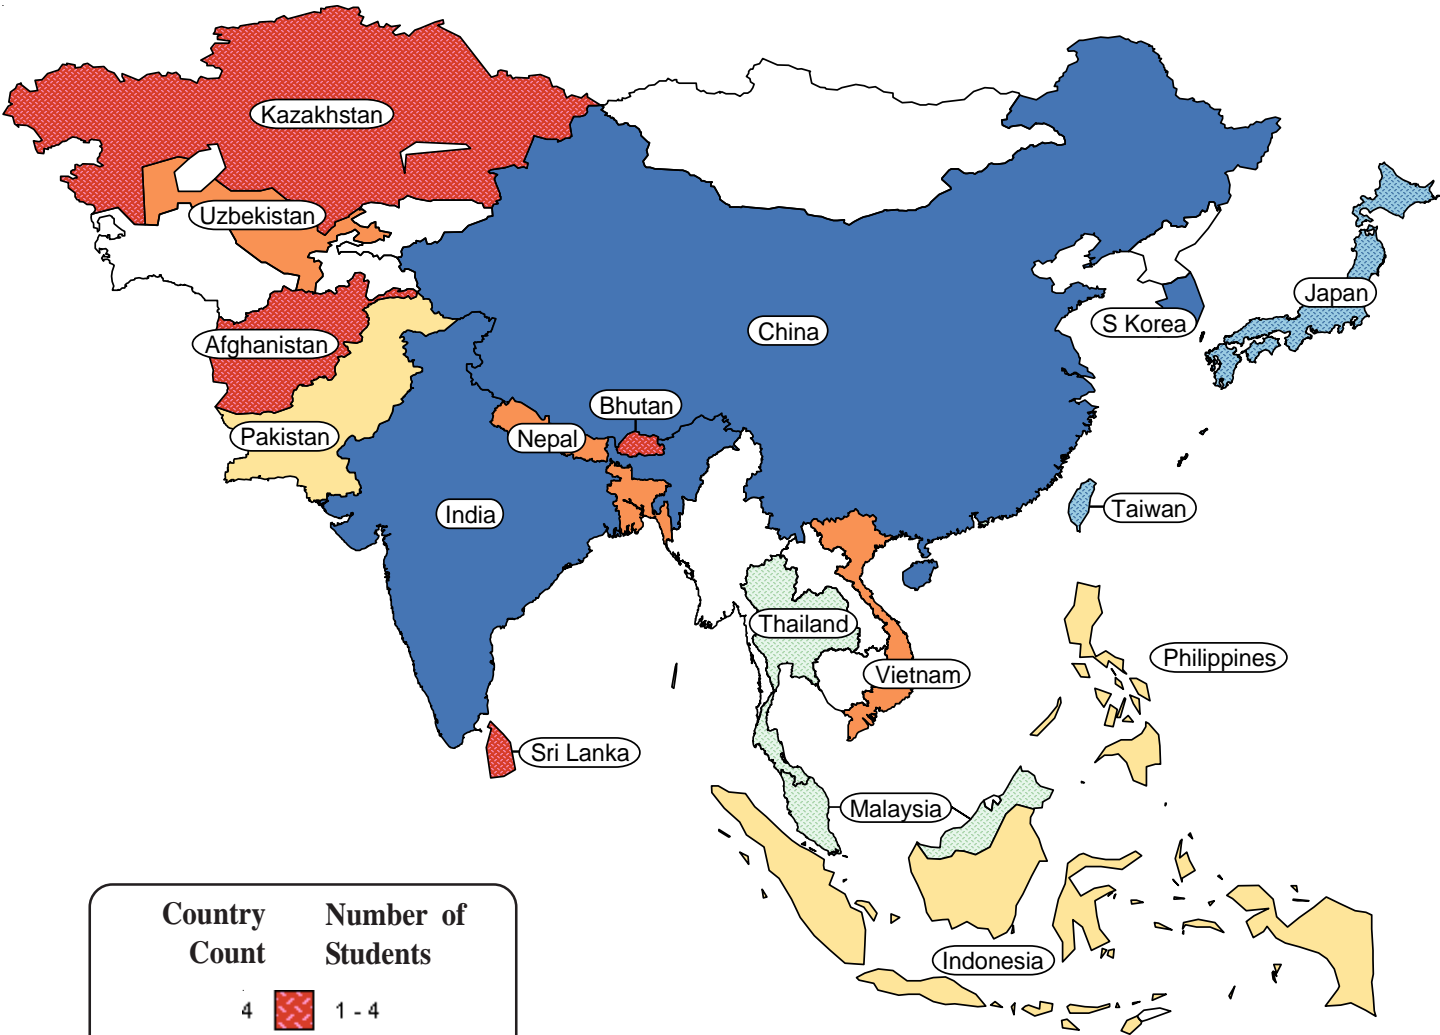 Kazakhstan
Uzbekistan
Afghanistan
Pakistan
Nepal
Bhutan
India
China
S Korea
Japan
Taiwan
Thailand
Vietnam
Philippines
Sri Lanka
Malaysia
Indonesia
Country Number of
Count Students
4 1 - 4